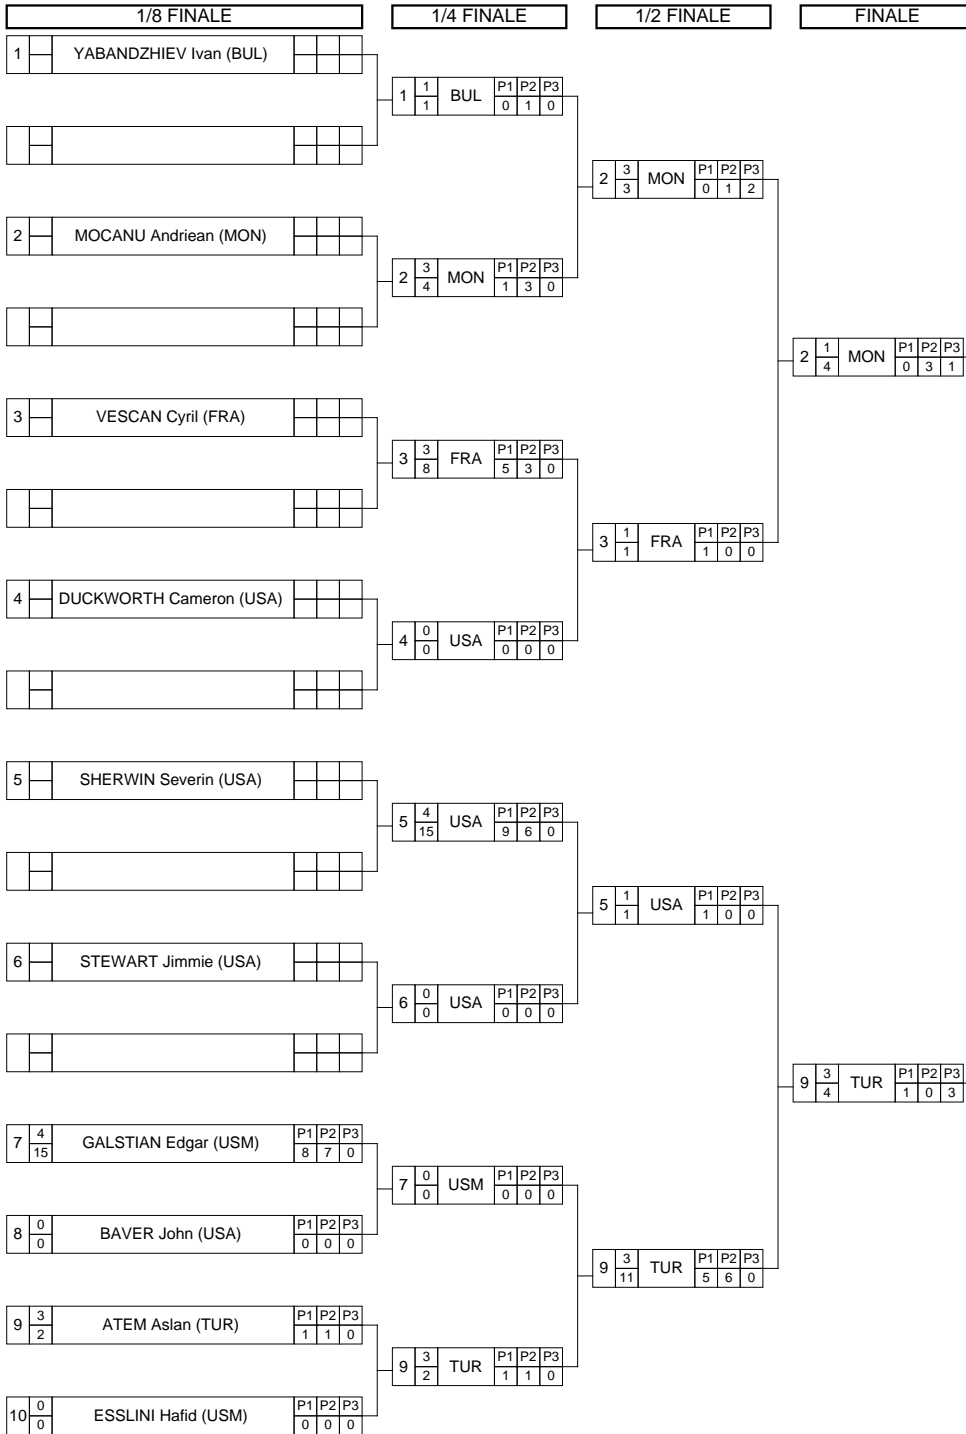 1/8 FINALE 1/4 FINALE 1/2 FINALE FINALE
1 YABANDZHIEV Ivan (BUL)
1 1 BUL P1 P2 P3
1 0 1 0
2 3 MON P1 P2 P3
3 0 1 2
2 MOCANU Andriean (MON)
2 3 MON P1 P2 P3
4 1 3 0
2 1 MON P1 P2 P3
4 0 3 1
3 VESCAN Cyril (FRA)
3 3 FRA P1 P2 P3
8 5 3 0
3 1 FRA P1 P2 P3
1 1 0 0
4 DUCKWORTH Cameron (USA)
4 0 USA P1 P2 P3
0 0 0 0
5 SHERWIN Severin (USA)
5 4 USA P1 P2 P3
15 9 6 0
5 1 USA P1 P2 P3
1 1 0 0
6 STEWART Jimmie (USA)
6 0 USA P1 P2 P3
0 0 0 0
9 3 TUR P1 P2 P3
4 1 0 3
7 4 GALSTIAN Edgar (USM) P1 P2 P3
15 8 7 0
7 0 USM P1 P2 P3
0 0 0 0
8 0 BAVER John (USA) P1 P2 P3
0 0 0 0
9 3 TUR P1 P2 P3
11 5 6 0
9 3 ATEM Aslan (TUR) P1 P2 P3
2 1 1 0
9 3 TUR P1 P2 P3
2 1 1 0
10 0 ESSLINI Hafid (USM) P1 P2 P3
0 0 0 0